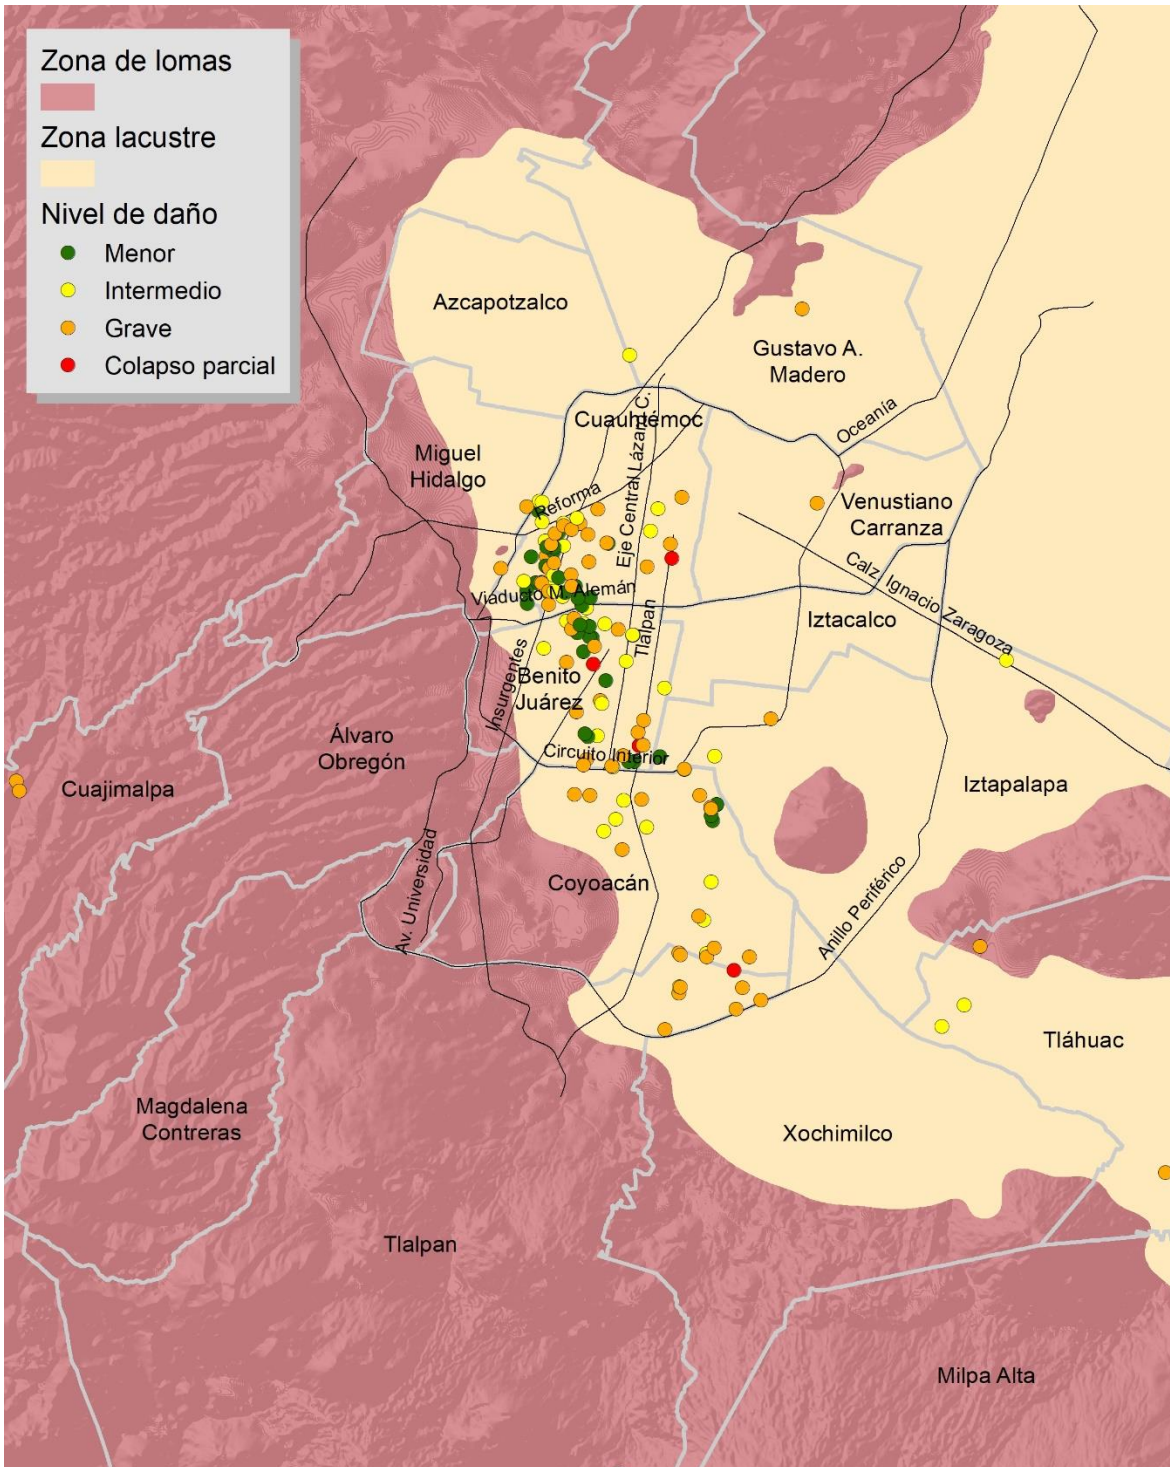 Zona de lomas
Zona lacustre
Nivel de daño
Menor
Intermedio
Grave
Colapso parcial
Azcapotzalco
Gustavo A.
Madero
Cuauhtémoc
Oceanía
Eje Central Lázaro C.
Miguel
Hidalgo
Reforma
Venustiano
Carranza
Calz. Ignacio Zaragoza
Viaducto M. Alemán
Iztacalco
Tlalpan
Insurgentes
Benito
Juárez
Álvaro
Obregón
Circuito Interior
Cuajimalpa
Iztapalapa
Av. Universidad
Coyoacán
Anillo Periférico
Tláhuac
Magdalena
Contreras
Xochimilco
Tlalpan
Milpa Alta